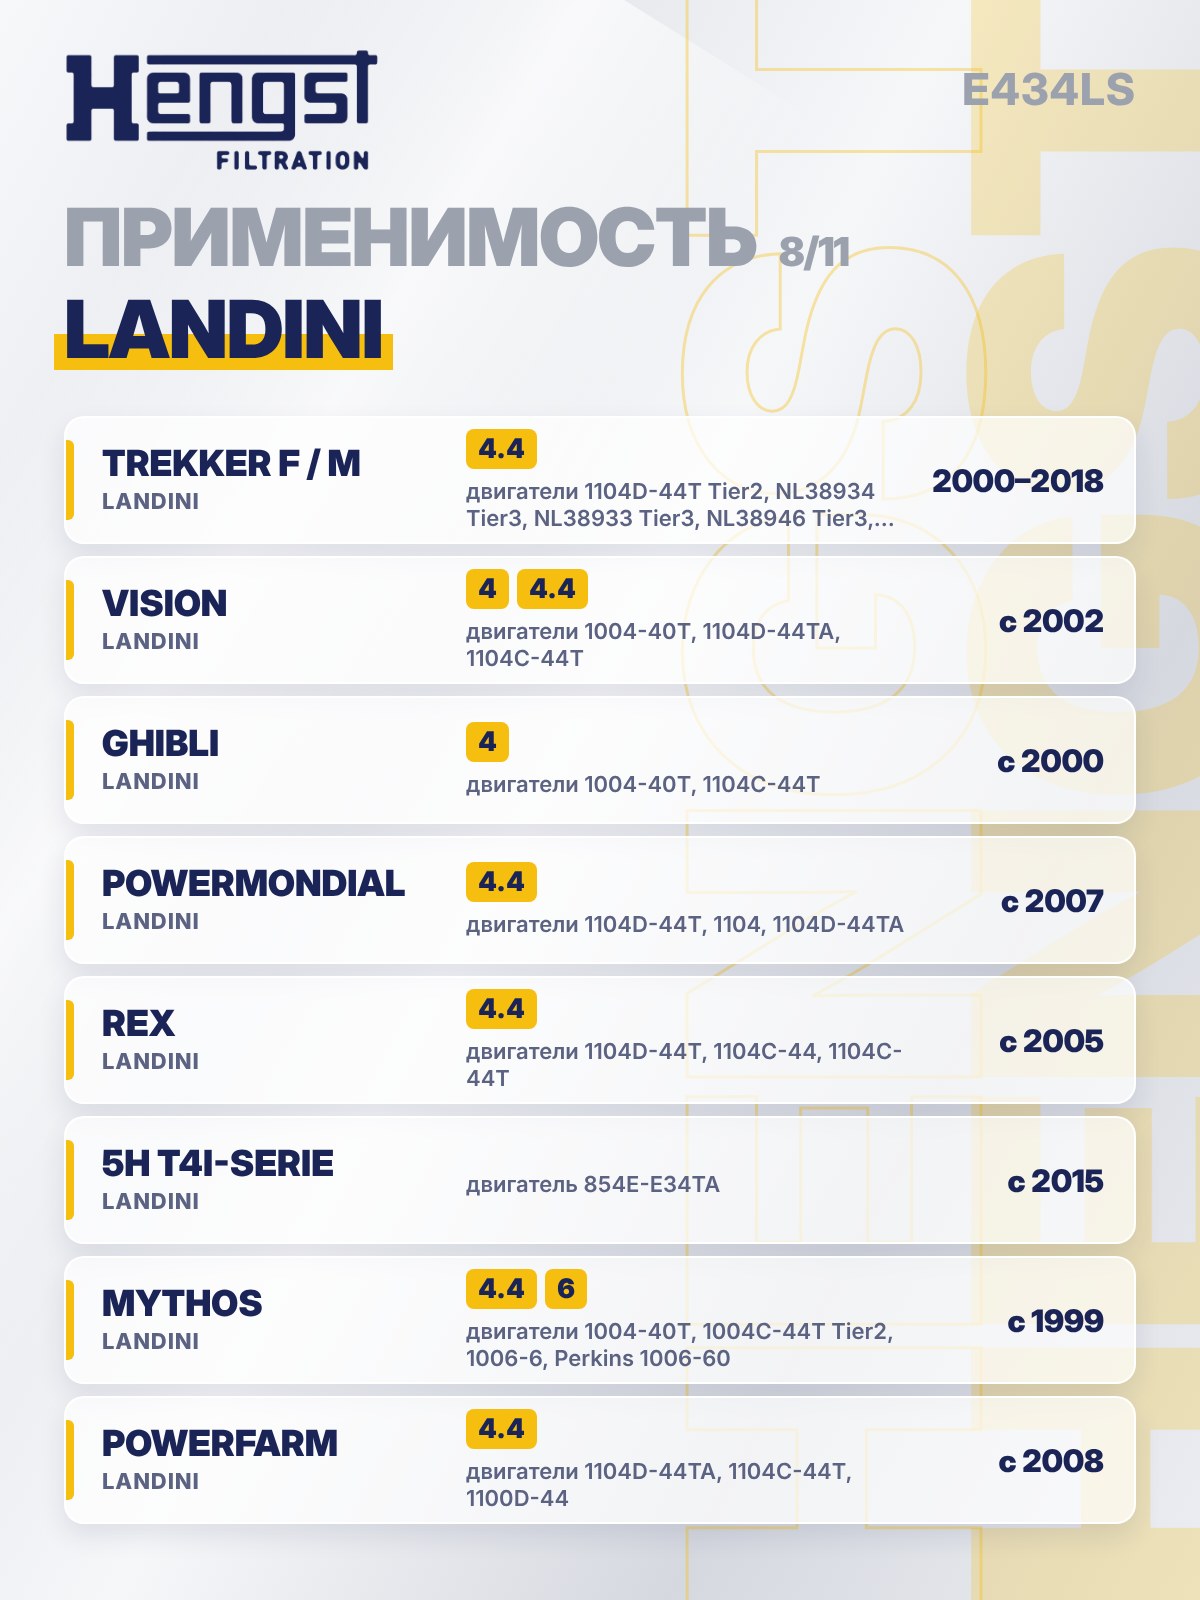 Hengst
FILTRATION
E434LS
ПРИМЕНИМОСТЬ 8/11
LANDINI
TREKKER F / M
LANDINI
4.4
двигатели 1104D-44T Tier2, NL38934
Tier3, NL38933 Tier3, NL38946 Tier3,...
2000–2018
VISION
LANDINI
4 4.4
двигатели 1004-40T, 1104D-44TA,
1104C-44T
с 2002
GHIBLI
LANDINI
4
двигатели 1004-40T, 1104C-44T
с 2000
POWERMONDIAL
LANDINI
4.4
двигатели 1104D-44T, 1104, 1104D-44TA
с 2007
REX
LANDINI
4.4
двигатели 1104D-44T, 1104C-44, 1104C-
44T
с 2005
5H T4I-SERIE
LANDINI
двигатель 854E-E34TA
с 2015
MYTHOS
LANDINI
4.4 6
двигатели 1004-40T, 1004C-44T Tier2,
1006-6, Perkins 1006-60
с 1999
POWERFARM
LANDINI
4.4
двигатели 1104D-44TA, 1104C-44T,
1100D-44
с 2008
HENGST
HENGST